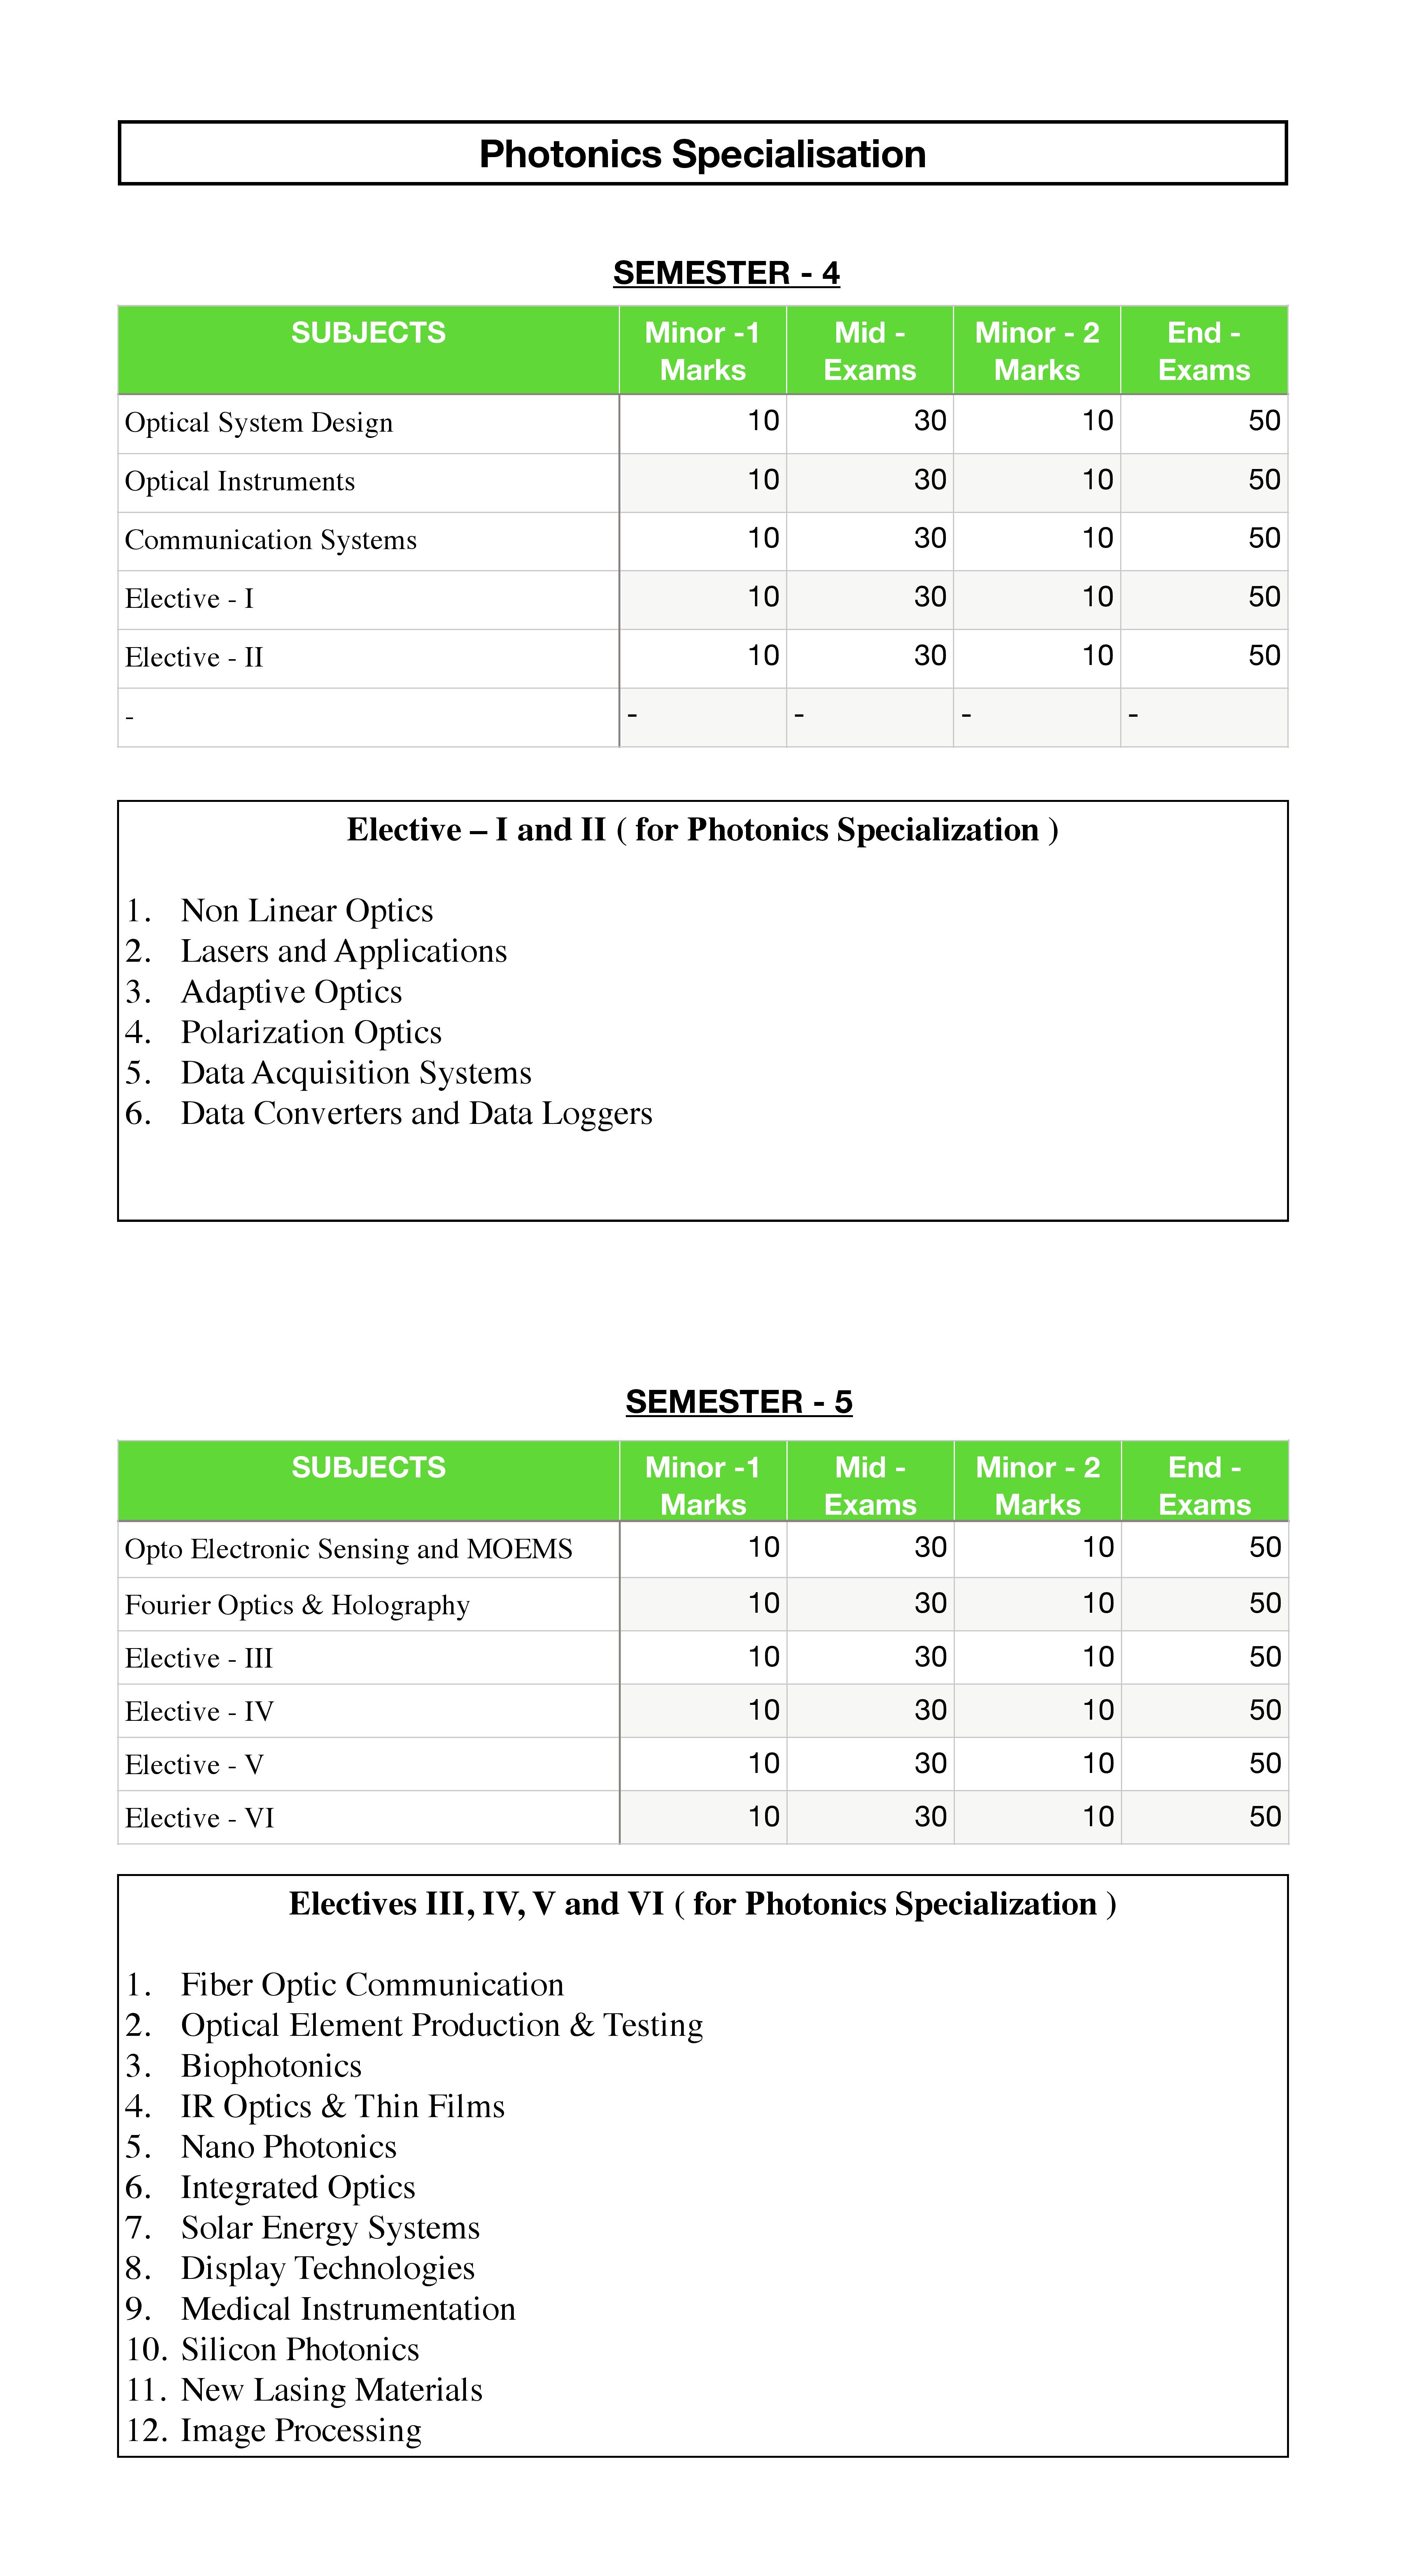 Photonics Specialisation
SEMESTER - 4
SUBJECTS Minor -1 Marks Mid - Exams Minor - 2 Marks End - Exams
Optical System Design 10 30 10 50
Optical Instruments 10 30 10 50
Communication Systems 10 30 10 50
Elective - I 10 30 10 50
Elective - II 10 30 10 50
- - - - -
Elective – I and II ( for Photonics Specialization )
1. Non Linear Optics
2. Lasers and Applications
3. Adaptive Optics
4. Polarization Optics
5. Data Acquisition Systems
6. Data Converters and Data Loggers
SEMESTER - 5
SUBJECTS Minor -1 Marks Mid - Exams Minor - 2 Marks End - Exams
Opto Electronic Sensing and MOEMS 10 30 10 50
Fourier Optics & Holography 10 30 10 50
Elective - III 10 30 10 50
Elective - IV 10 30 10 50
Elective - V 10 30 10 50
Elective - VI 10 30 10 50
Electives III, IV, V and VI ( for Photonics Specialization )
1. Fiber Optic Communication
2. Optical Element Production & Testing
3. Biophotonics
4. IR Optics & Thin Films
5. Nano Photonics
6. Integrated Optics
7. Solar Energy Systems
8. Display Technologies
9. Medical Instrumentation
10. Silicon Photonics
11. New Lasing Materials
12. Image Processing